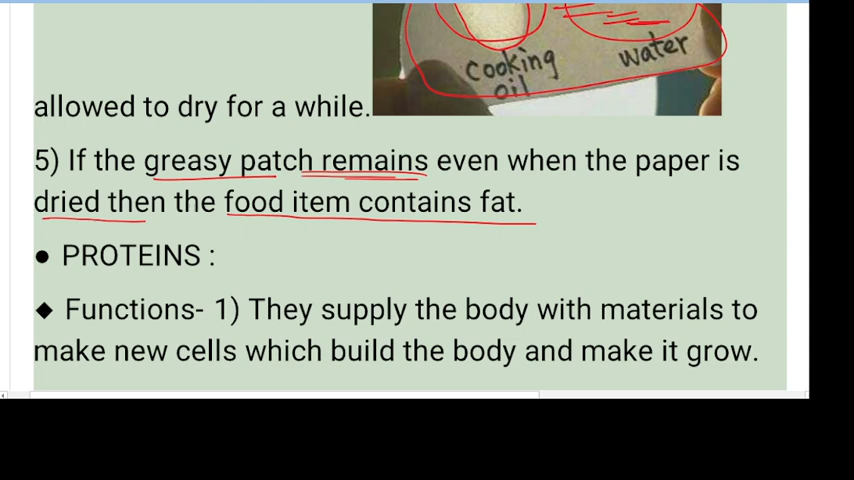 cooking
oil
water
allowed to dry for a while.
5) If the greasy patch remains even when the paper is
dried then the food item contains fat.
● PROTEINS :
◆ Functions- 1) They supply the body with materials to
make new cells which build the body and make it grow.